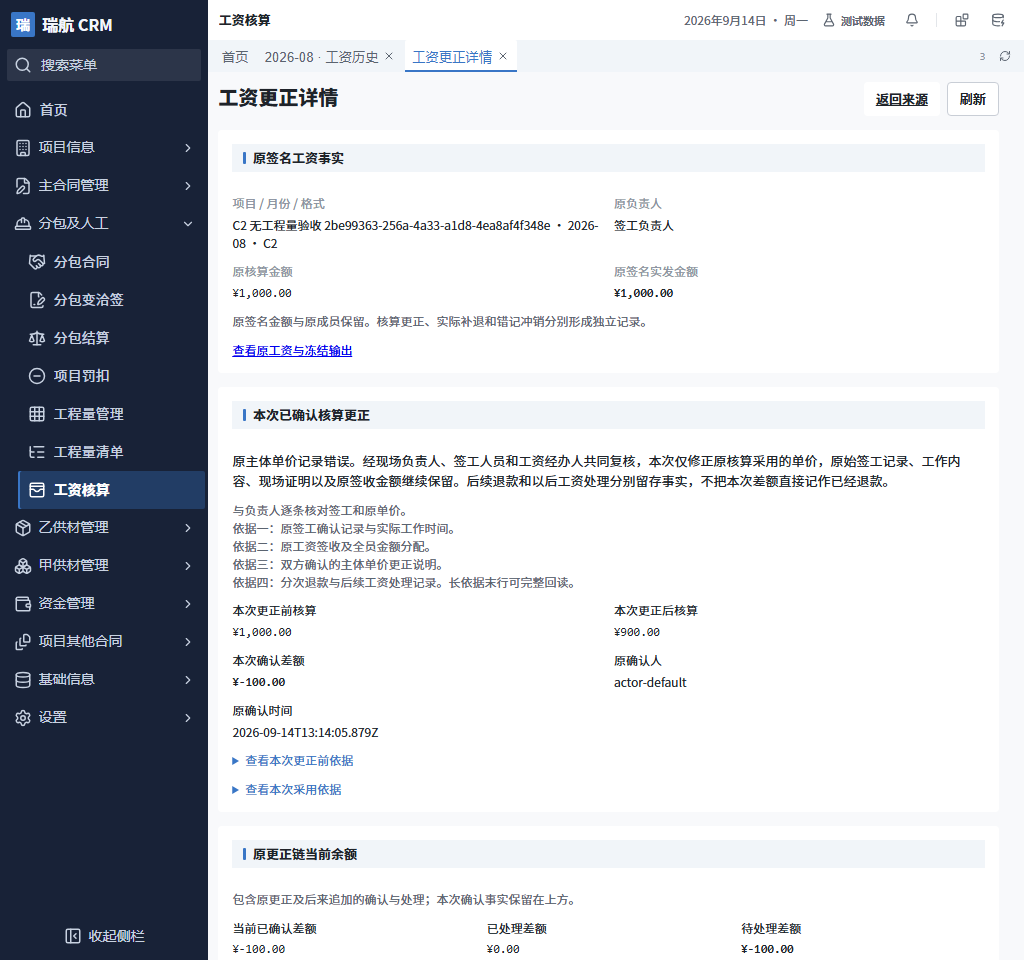 瑞 瑞航 CRM
搜索菜单
首页
项目信息
主合同管理
分包及人工
分包合同
分包变洽签
分包结算
项目罚扣
工程量管理
工程量清单
工资核算
乙供材管理
甲供材管理
资金管理
项目其他合同
基础信息
设置
收起侧栏
工资核算
2026年9月14日 · 周一
测试数据
首页
2026-08 · 工资历史 ×
工资更正详情 ×
3
工资更正详情
返回来源
刷新
原签名工资事实
项目 / 月份 / 格式
原负责人
C2 无工程量验收 2be99363-256a-4a33-a1d8-4ea8af4f348e · 2026-
08 · C2
签工负责人
原核算金额
原签名实发金额
¥1,000.00
¥1,000.00
原签名金额与原成员保留。核算更正、实际补退和错记冲销分别形成独立记录。
查看原工资与冻结输出
本次已确认核算更正
原主体单价记录错误。经现场负责人、签工人员和工资经办人共同复核，本次仅修正原核算采用的单价，原始签工记录、工作内
容、现场证明以及原签收金额继续保留。后续退款和以后工资处理分别留存事实，不把本次差额直接记作已经退款。
与负责人逐条核对签工和原单价。
依据一：原签工确认记录与实际工作时间。
依据二：原工资签收及全员金额分配。
依据三：双方确认的主体单价更正说明。
依据四：分次退款与后续工资处理记录。长依据末行可完整回读。
本次更正前核算
本次更正后核算
¥1,000.00
¥900.00
本次确认差额
原确认人
¥-100.00
actor-default
原确认时间
2026-09-14T13:14:05.879Z
查看本次更正前依据
查看本次采用依据
原更正链当前余额
包含原更正及后来追加的确认与处理；本次确认事实保留在上方。
当前已确认差额
已处理差额
待处理差额
¥-100.00
¥0.00
¥-100.00